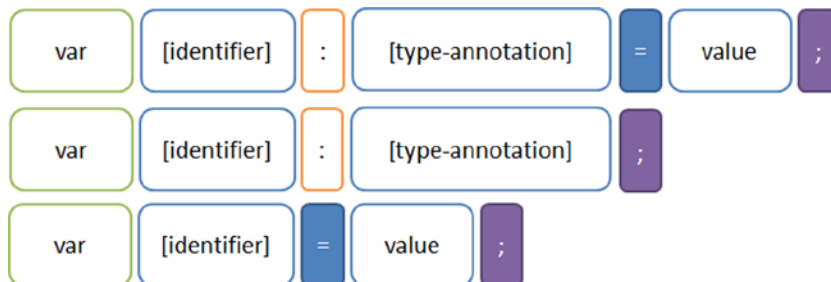 var [identifier] : [type-annotation] = value ;
var [identifier] : [type-annotation] ;
var [identifier] = value ;